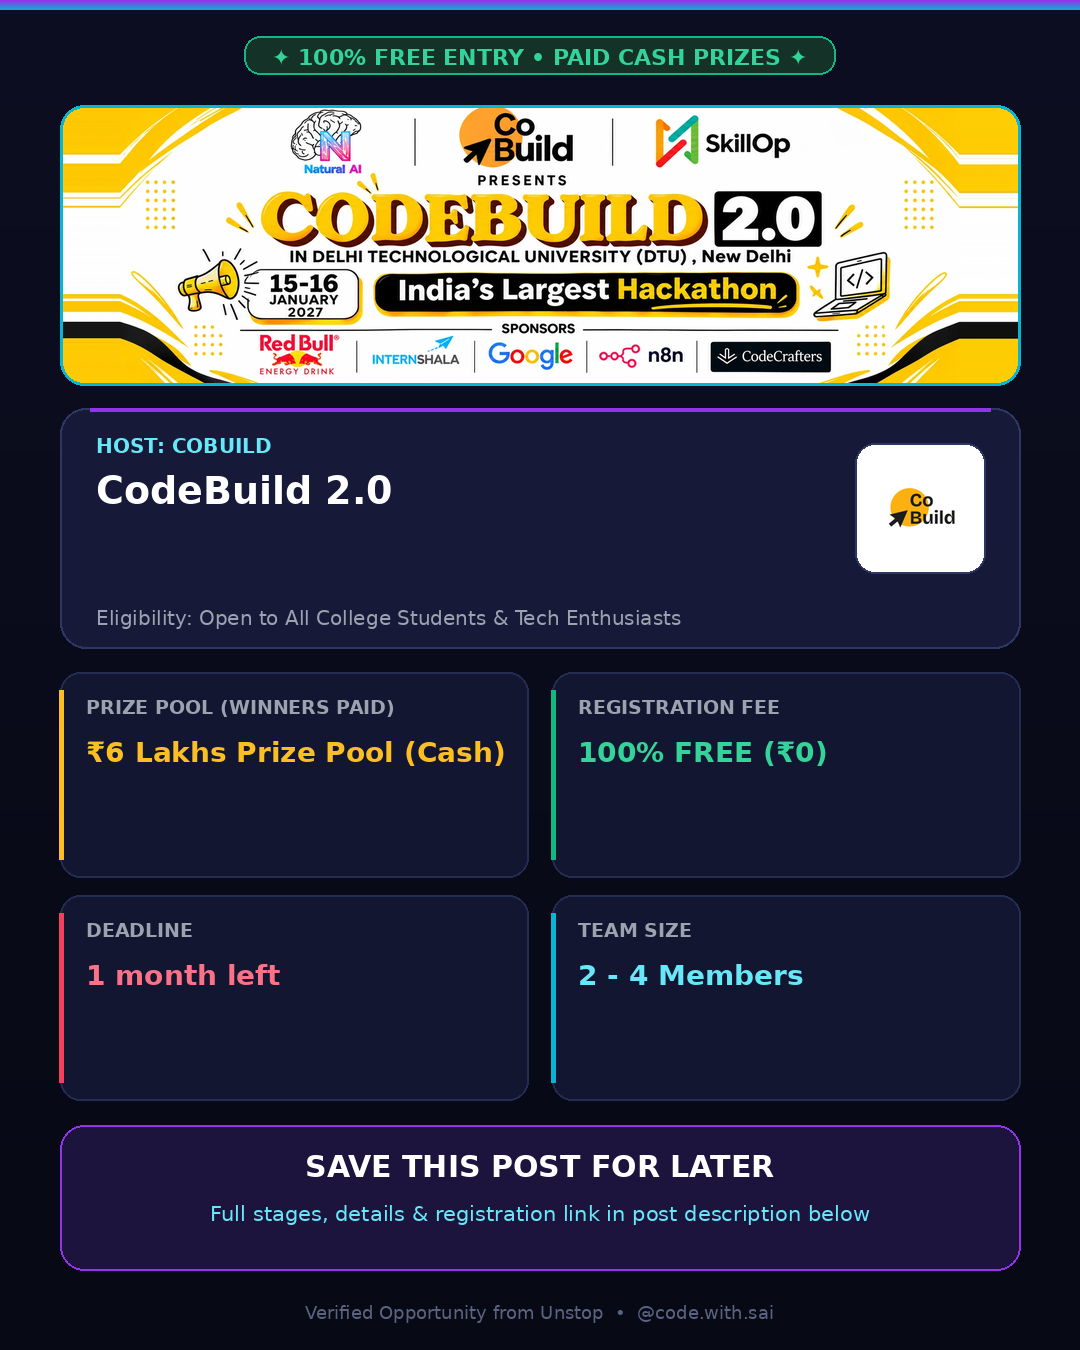 ✦ 100% FREE ENTRY • PAID CASH PRIZES ✦
N
Natural AI
Co
Build
SkillOp
PRESENTS
CODEBUILD 2.0
IN DELHI TECHNOLOGICAL UNIVERSITY (DTU) , New Delhi
15-16
JANUARY
2027
India's Largest Hackathon
</>
SPONSORS
Red Bull®
ENERGY DRINK
INTERNSHALA
Google
n8n
CodeCrafters
HOST: COBUILD
CodeBuild 2.0
Co
Build
Eligibility: Open to All College Students & Tech Enthusiasts
PRIZE POOL (WINNERS PAID)
₹6 Lakhs Prize Pool (Cash)
REGISTRATION FEE
100% FREE (₹0)
DEADLINE
1 month left
TEAM SIZE
2 - 4 Members
SAVE THIS POST FOR LATER
Full stages, details & registration link in post description below
Verified Opportunity from Unstop • @code.with.sai